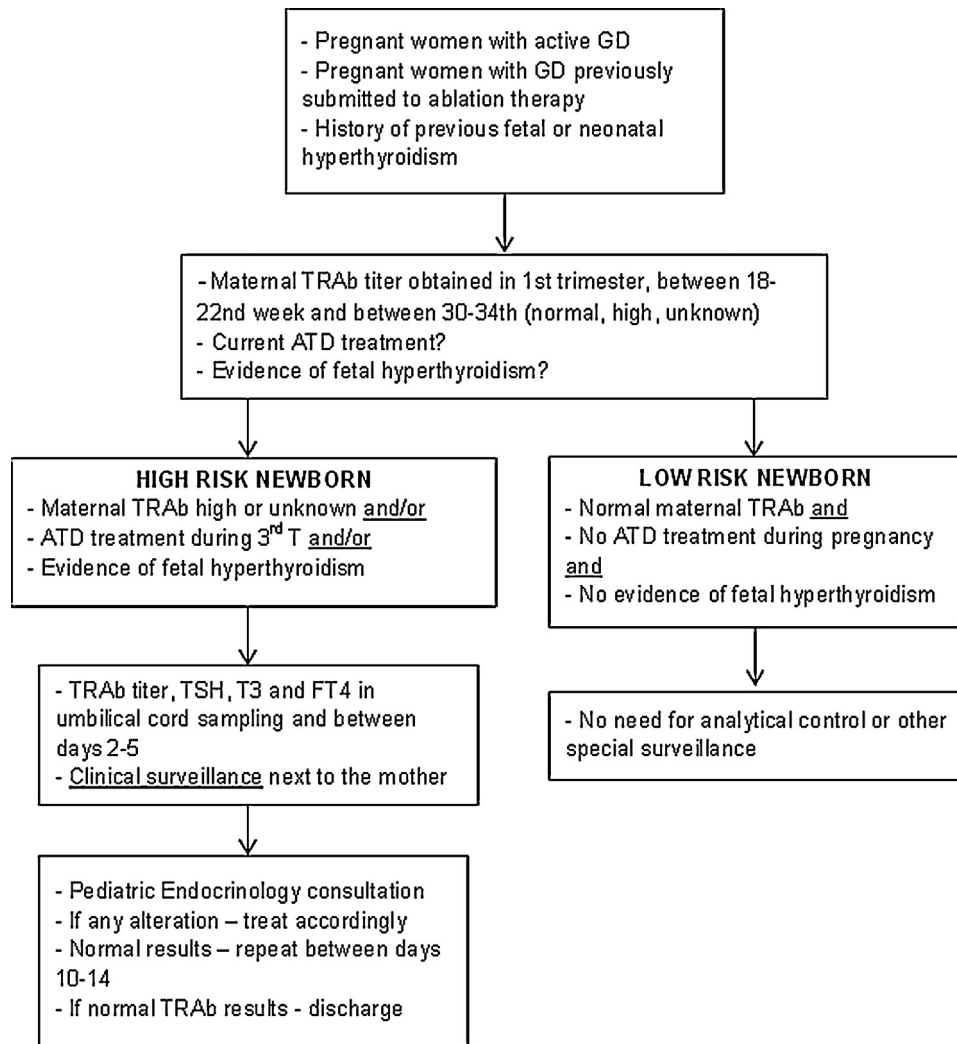 - Pregnant women with active GD
- Pregnant women with GD previously
submitted to ablation therapy
- History of previous fetal or neonatal
hyperthyroidism
- Maternal TRAb titer obtained in 1st trimester, between 18-
22nd week and between 30-34th (normal, high, unknown)
- Current ATD treatment?
- Evidence of fetal hyperthyroidism?
HIGH RISK NEWBORN
- Maternal TRAb high or unknown and/or
- ATD treatment during 3rd T and/or
- Evidence of fetal hyperthyroidism
LOW RISK NEWBORN
- Normal maternal TRAb and
- No ATD treatment during pregnancy
and
- No evidence of fetal hyperthyroidism
- TRAb titer, TSH, T3 and FT4 in
umbilical cord sampling and between
days 2-5
- Clinical surveillance next to the mother
- No need for analytical control or other
special surveillance
- Pediatric Endocrinology consultation
- If any alteration – treat accordingly
- Normal results – repeat between days
10-14
- If normal TRAb results - discharge